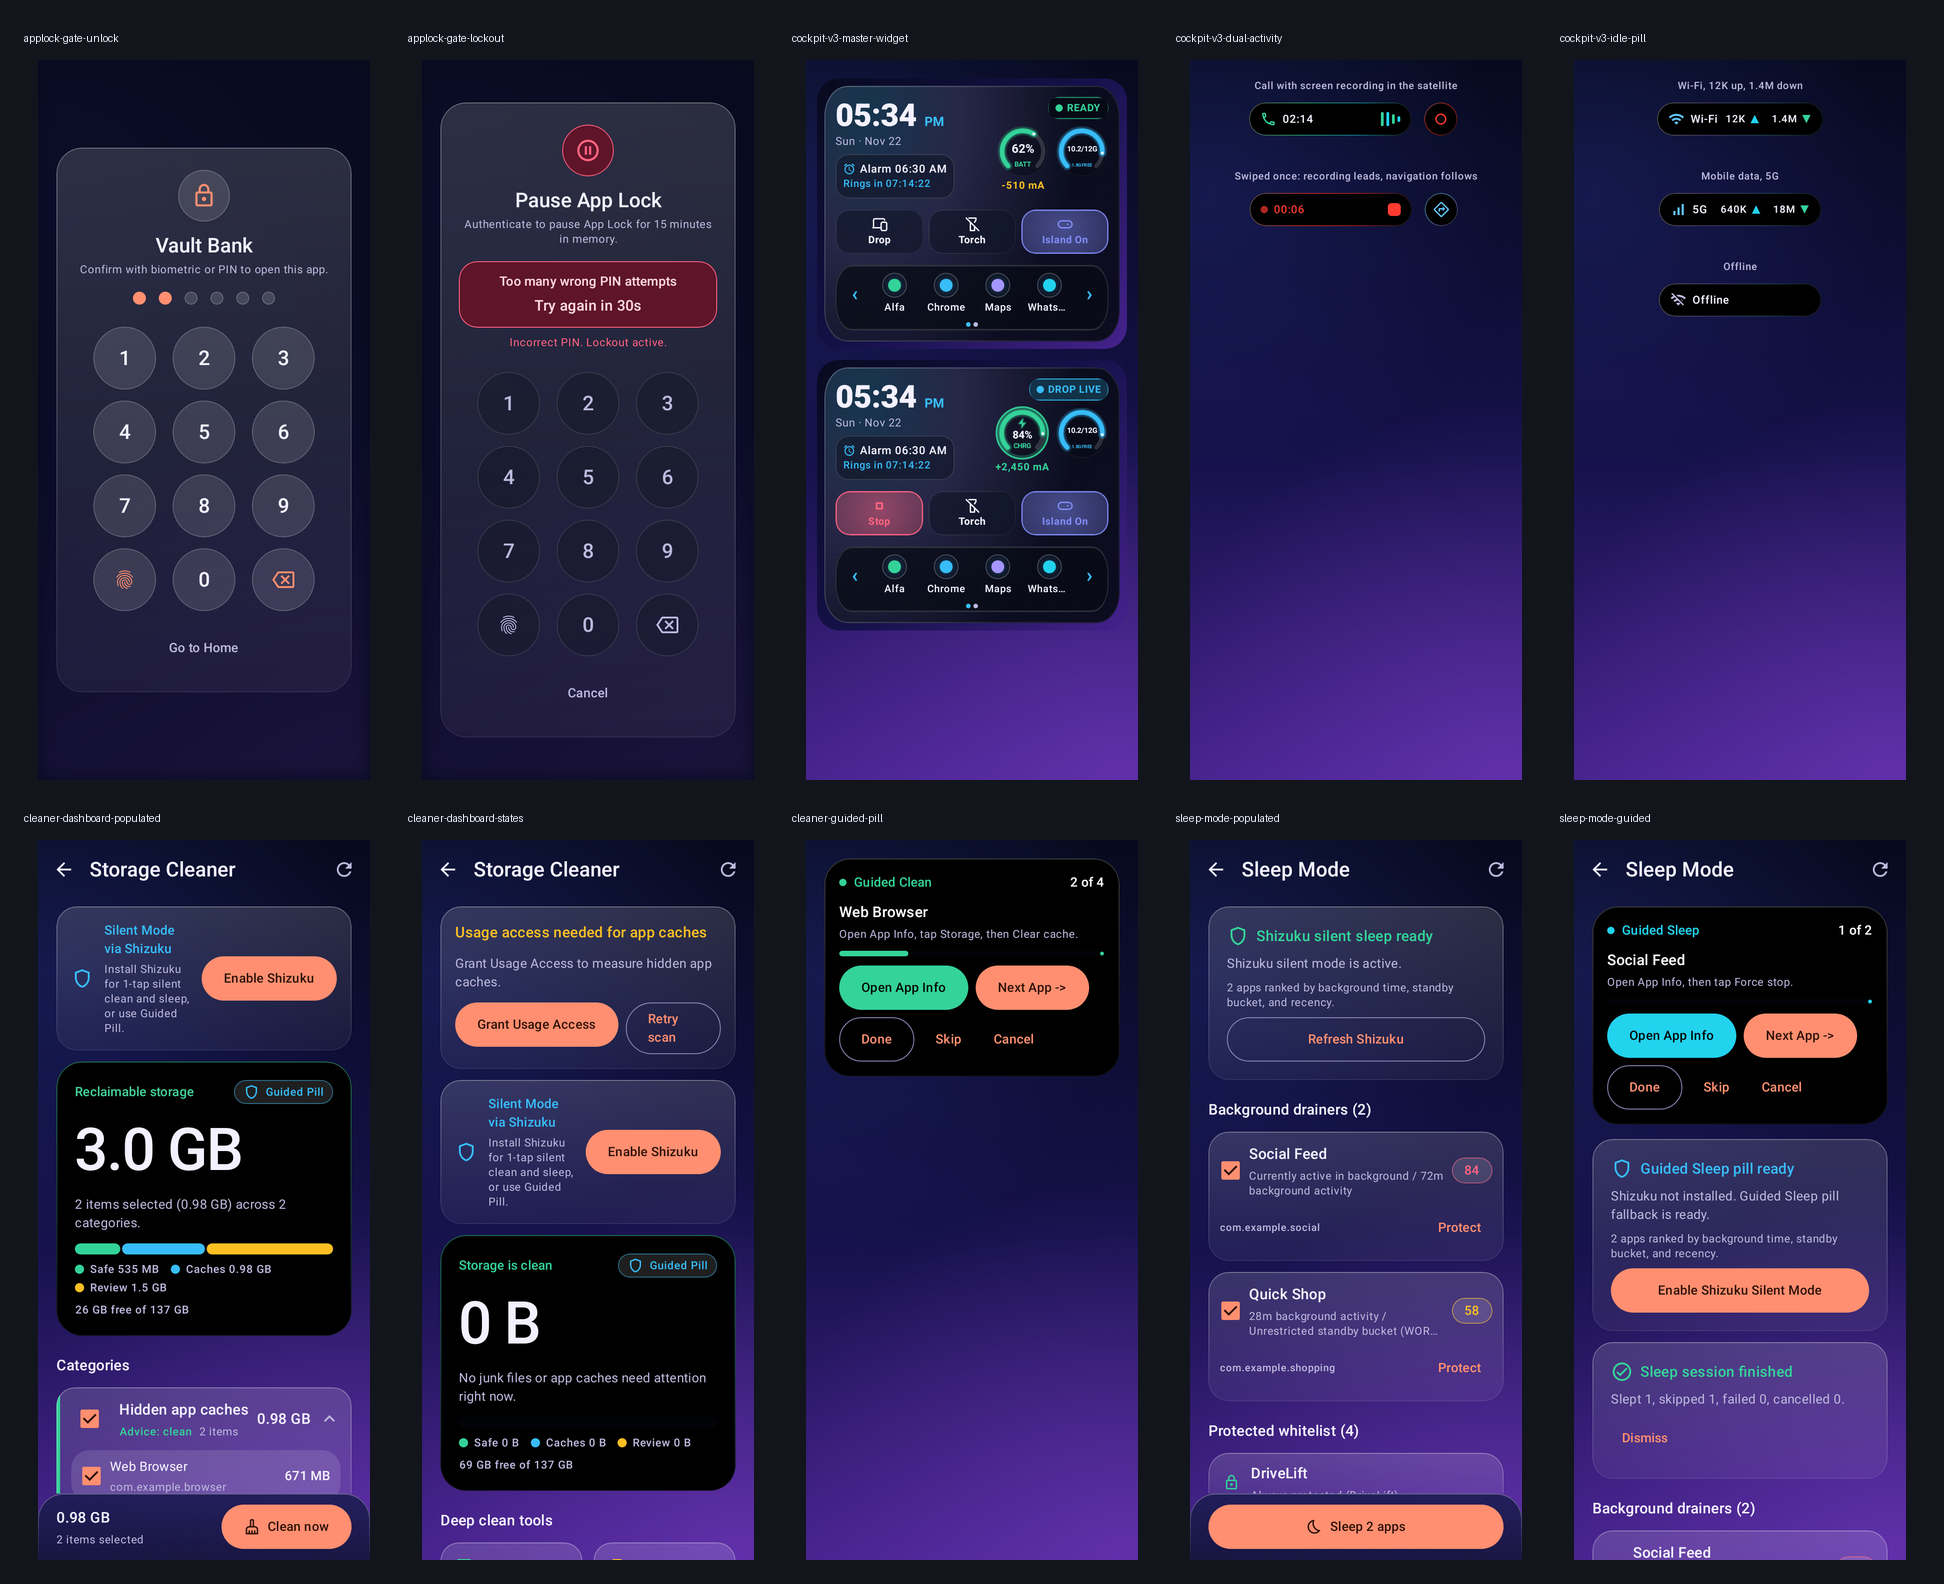 applock-gate-unlock
Vault Bank
Confirm with biometric or PIN to open this app.
1 2 3
4 5 6
7 8 9
0
Go to Home
applock-gate-lockout
Pause App Lock
Authenticate to pause App Lock for 15 minutes
in memory.
Too many wrong PIN attempts
Try again in 30s
Incorrect PIN. Lockout active.
1 2 3
4 5 6
7 8 9
0
Cancel
cockpit-v3-master-widget
05:34 PM
READY
Sun · Nov 22
Alarm 06:30 AM
Rings in 07:14:22
62%
BATT
-510 mA
10.2/12G
1.8G FREE
Drop
Torch
Island On
‹ Alfa Chrome Maps Whats... ›
05:34 PM
DROP LIVE
Sun · Nov 22
Alarm 06:30 AM
Rings in 07:14:22
84%
CHRG
+2,450 mA
10.2/12G
1.8G FREE
Stop
Torch
Island On
‹ Alfa Chrome Maps Whats... ›
cockpit-v3-dual-activity
Call with screen recording in the satellite
02:14
Swiped once: recording leads, navigation follows
00:06
cockpit-v3-idle-pill
Wi-Fi, 12K up, 1.4M down
Wi-Fi 12K ▲ 1.4M ▼
Mobile data, 5G
5G 640K ▲ 18M ▼
Offline
Offline
cleaner-dashboard-populated
Storage Cleaner
Silent Mode
via Shizuku
Install Shizuku
for 1-tap silent
clean and sleep,
or use Guided
Pill.
Enable Shizuku
Reclaimable storage
Guided Pill
3.0 GB
2 items selected (0.98 GB) across 2
categories.
Safe 535 MB Caches 0.98 GB
Review 1.5 GB
26 GB free of 137 GB
Categories
Hidden app caches
0.98 GB
Advice: clean 2 items
Web Browser
com.example.browser
671 MB
0.98 GB
2 items selected
Clean now
cleaner-dashboard-states
Storage Cleaner
Usage access needed for app caches
Grant Usage Access to measure hidden app
caches.
Grant Usage Access
Retry
scan
Silent Mode
via Shizuku
Install Shizuku
for 1-tap silent
clean and sleep,
or use Guided
Pill.
Enable Shizuku
Storage is clean
Guided Pill
0 B
No junk files or app caches need attention
right now.
Safe 0 B Caches 0 B Review 0 B
69 GB free of 137 GB
Deep clean tools
cleaner-guided-pill
Guided Clean
2 of 4
Web Browser
Open App Info, tap Storage, then Clear cache.
Open App Info
Next App ->
Done
Skip
Cancel
sleep-mode-populated
Sleep Mode
Shizuku silent sleep ready
Shizuku silent mode is active.
2 apps ranked by background time, standby
bucket, and recency.
Refresh Shizuku
Background drainers (2)
Social Feed
Currently active in background / 72m
background activity
84
com.example.social
Protect
Quick Shop
28m background activity /
Unrestricted standby bucket (WOR...
58
com.example.shopping
Protect
Protected whitelist (4)
DriveLift
Sleep 2 apps
sleep-mode-guided
Sleep Mode
Guided Sleep
1 of 2
Social Feed
Open App Info, then tap Force stop.
Open App Info
Next App ->
Done
Skip
Cancel
Guided Sleep pill ready
Shizuku not installed. Guided Sleep pill
fallback is ready.
2 apps ranked by background time, standby
bucket, and recency.
Enable Shizuku Silent Mode
Sleep session finished
Slept 1, skipped 1, failed 0, cancelled 0.
Dismiss
Background drainers (2)
Social Feed